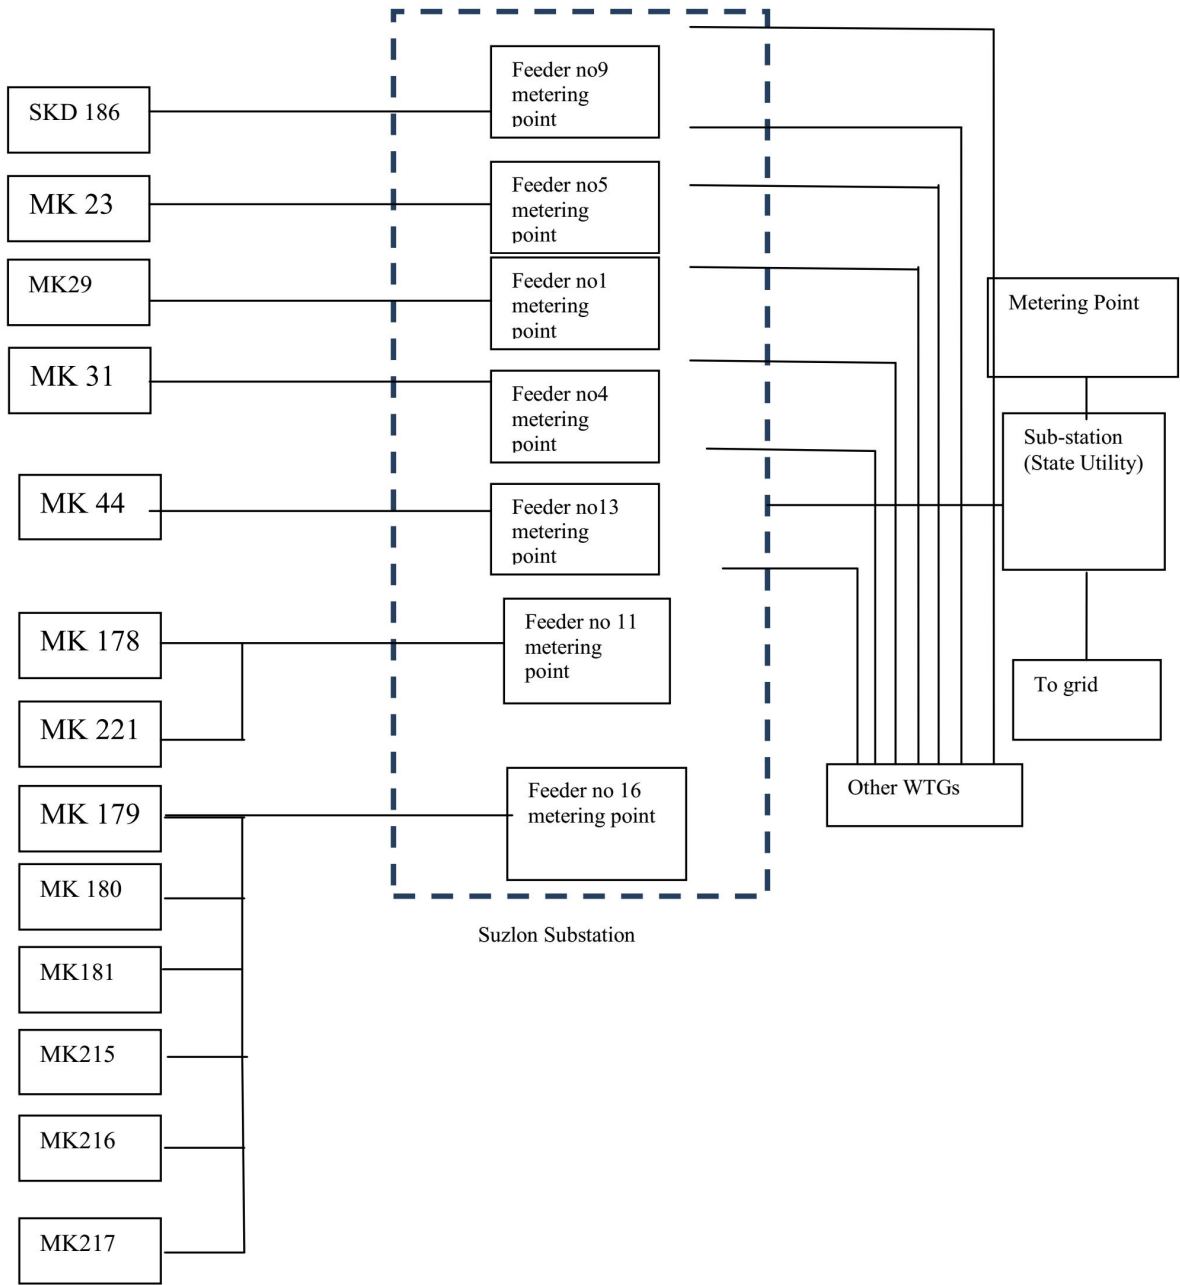 SKD 186
MK 23
MK29
MK 31
MK 44
MK 178
MK 221
MK 179
MK 180
MK181
MK215
MK216
MK217
Feeder no9
metering
point
Feeder no5
metering
point
Feeder no1
metering
point
Feeder no4
metering
point
Feeder no13
metering
point
Feeder no 11
metering
point
Feeder no 16
metering point
Suzlon Substation
Metering Point
Sub-station
(State Utility)
To grid
Other WTGs